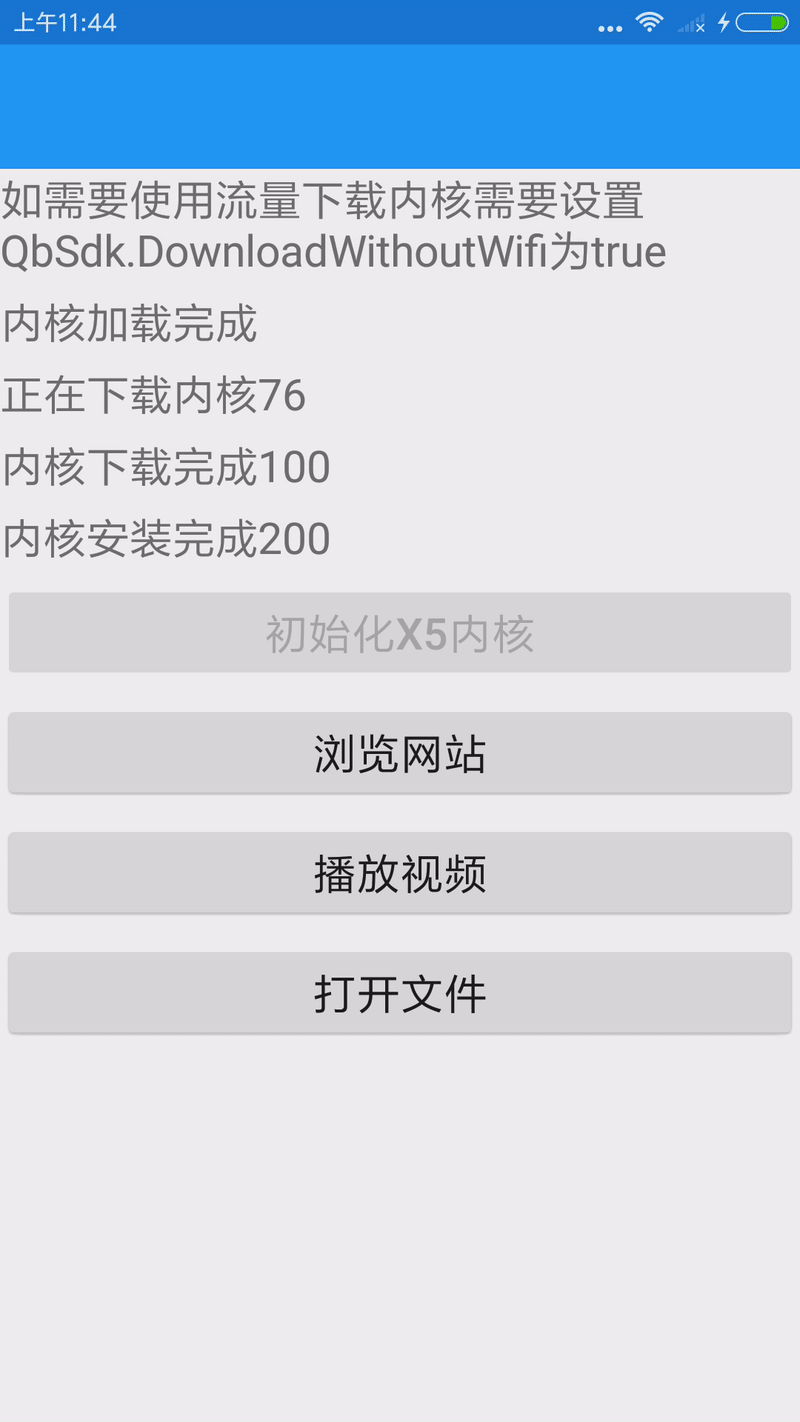 上午11:44
如需要使用流量下载内核需要设置
QbSdk.DownloadWithoutWifi为true
内核加载完成
正在下载内核76
内核下载完成100
内核安装完成200
初始化X5内核
浏览网站
播放视频
打开文件